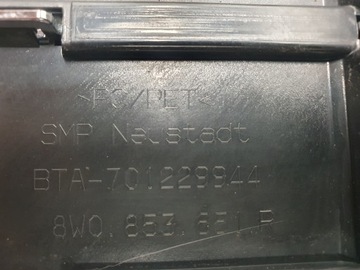 >PC/PET<
SMP Neustadt
BTA-701229944
8W0.853.651.P